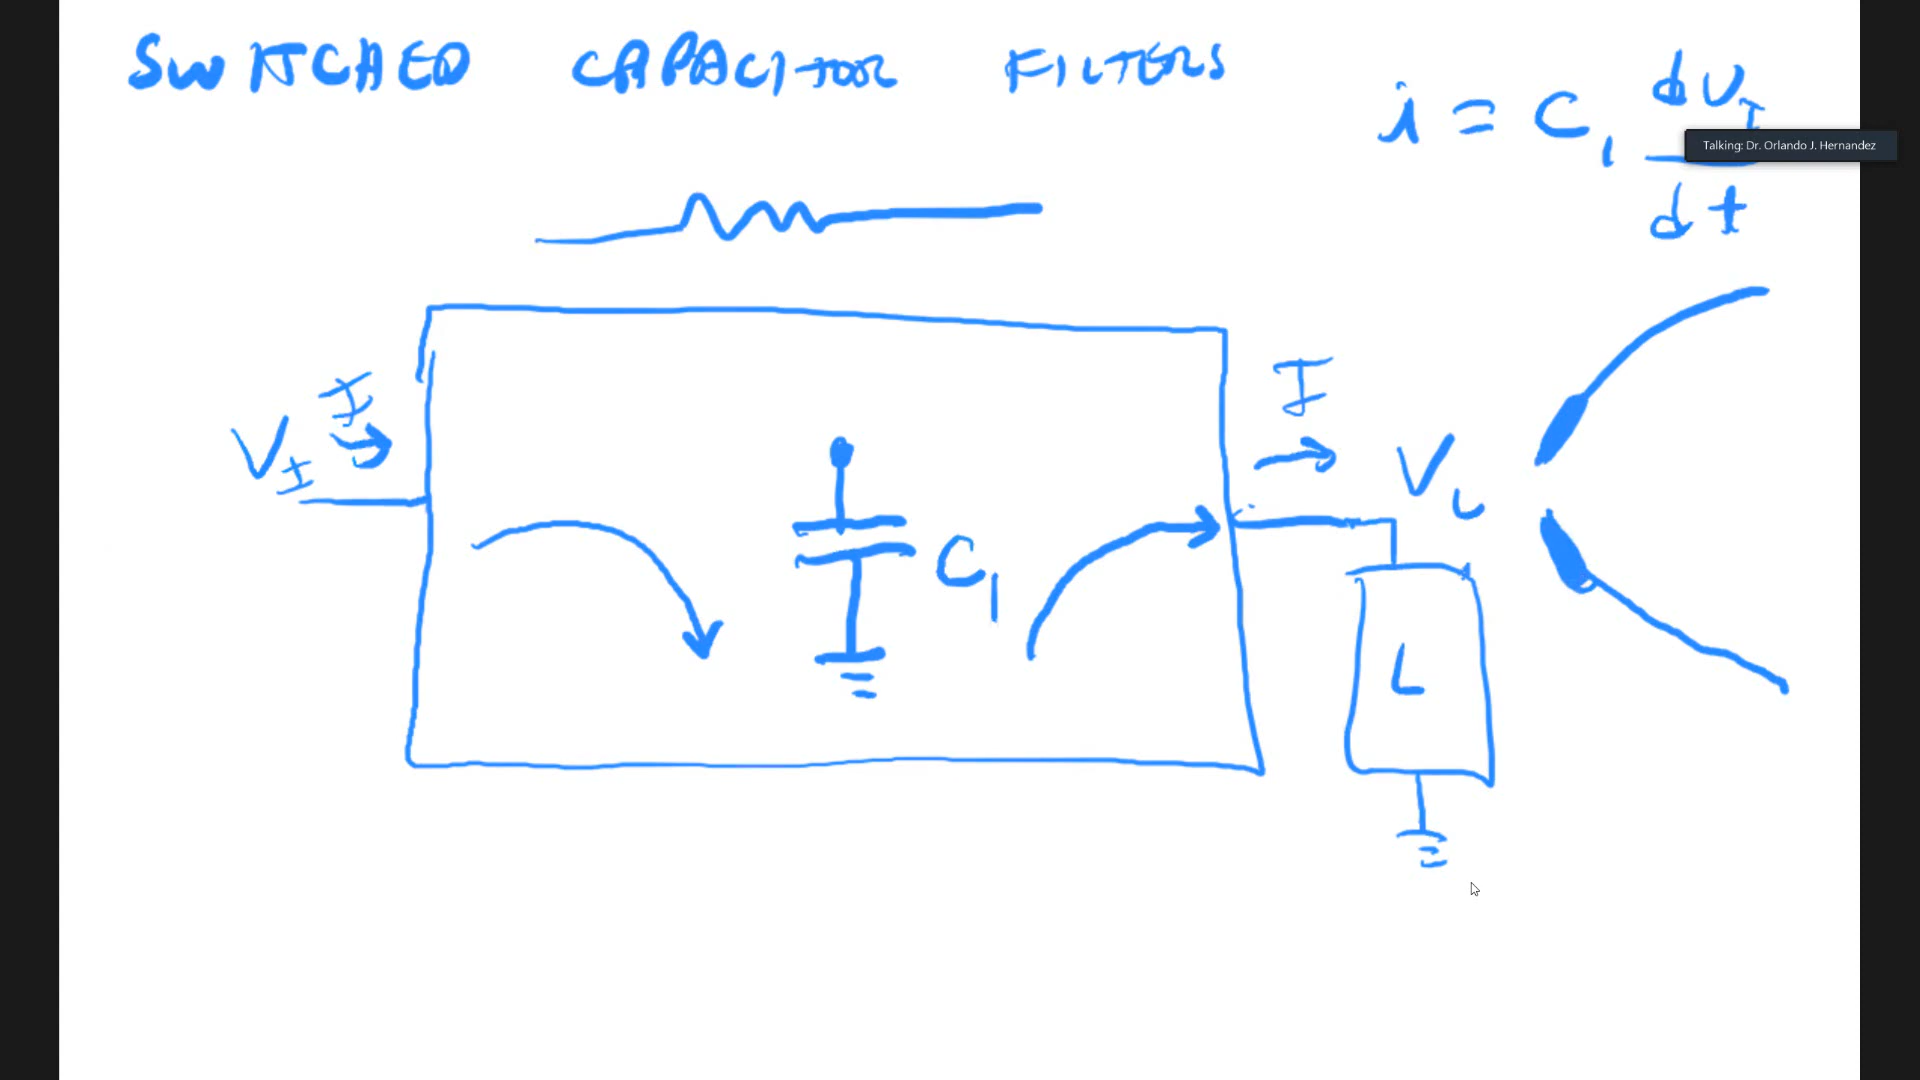 SWITCHED CAPACITOR FILTERS
i = C1 dVI
dt
Talking: Dr. Orlando J. Hernandez
I
I
VI
VL
C1
L